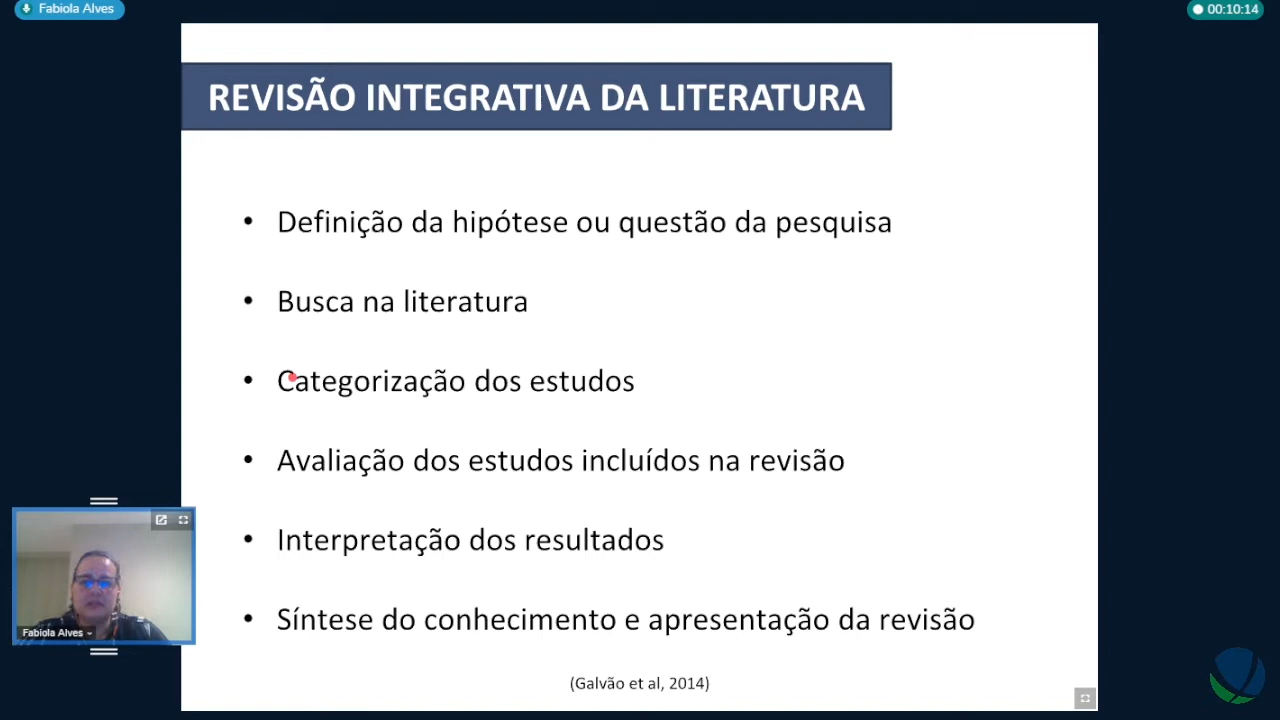 Fabiola Alves
00:10:14
REVISÃO INTEGRATIVA DA LITERATURA
• Definição da hipótese ou questão da pesquisa
• Busca na literatura
• Categorização dos estudos
• Avaliação dos estudos incluídos na revisão
• Interpretação dos resultados
• Síntese do conhecimento e apresentação da revisão
Fabiola Alves
(Galvão et al, 2014)